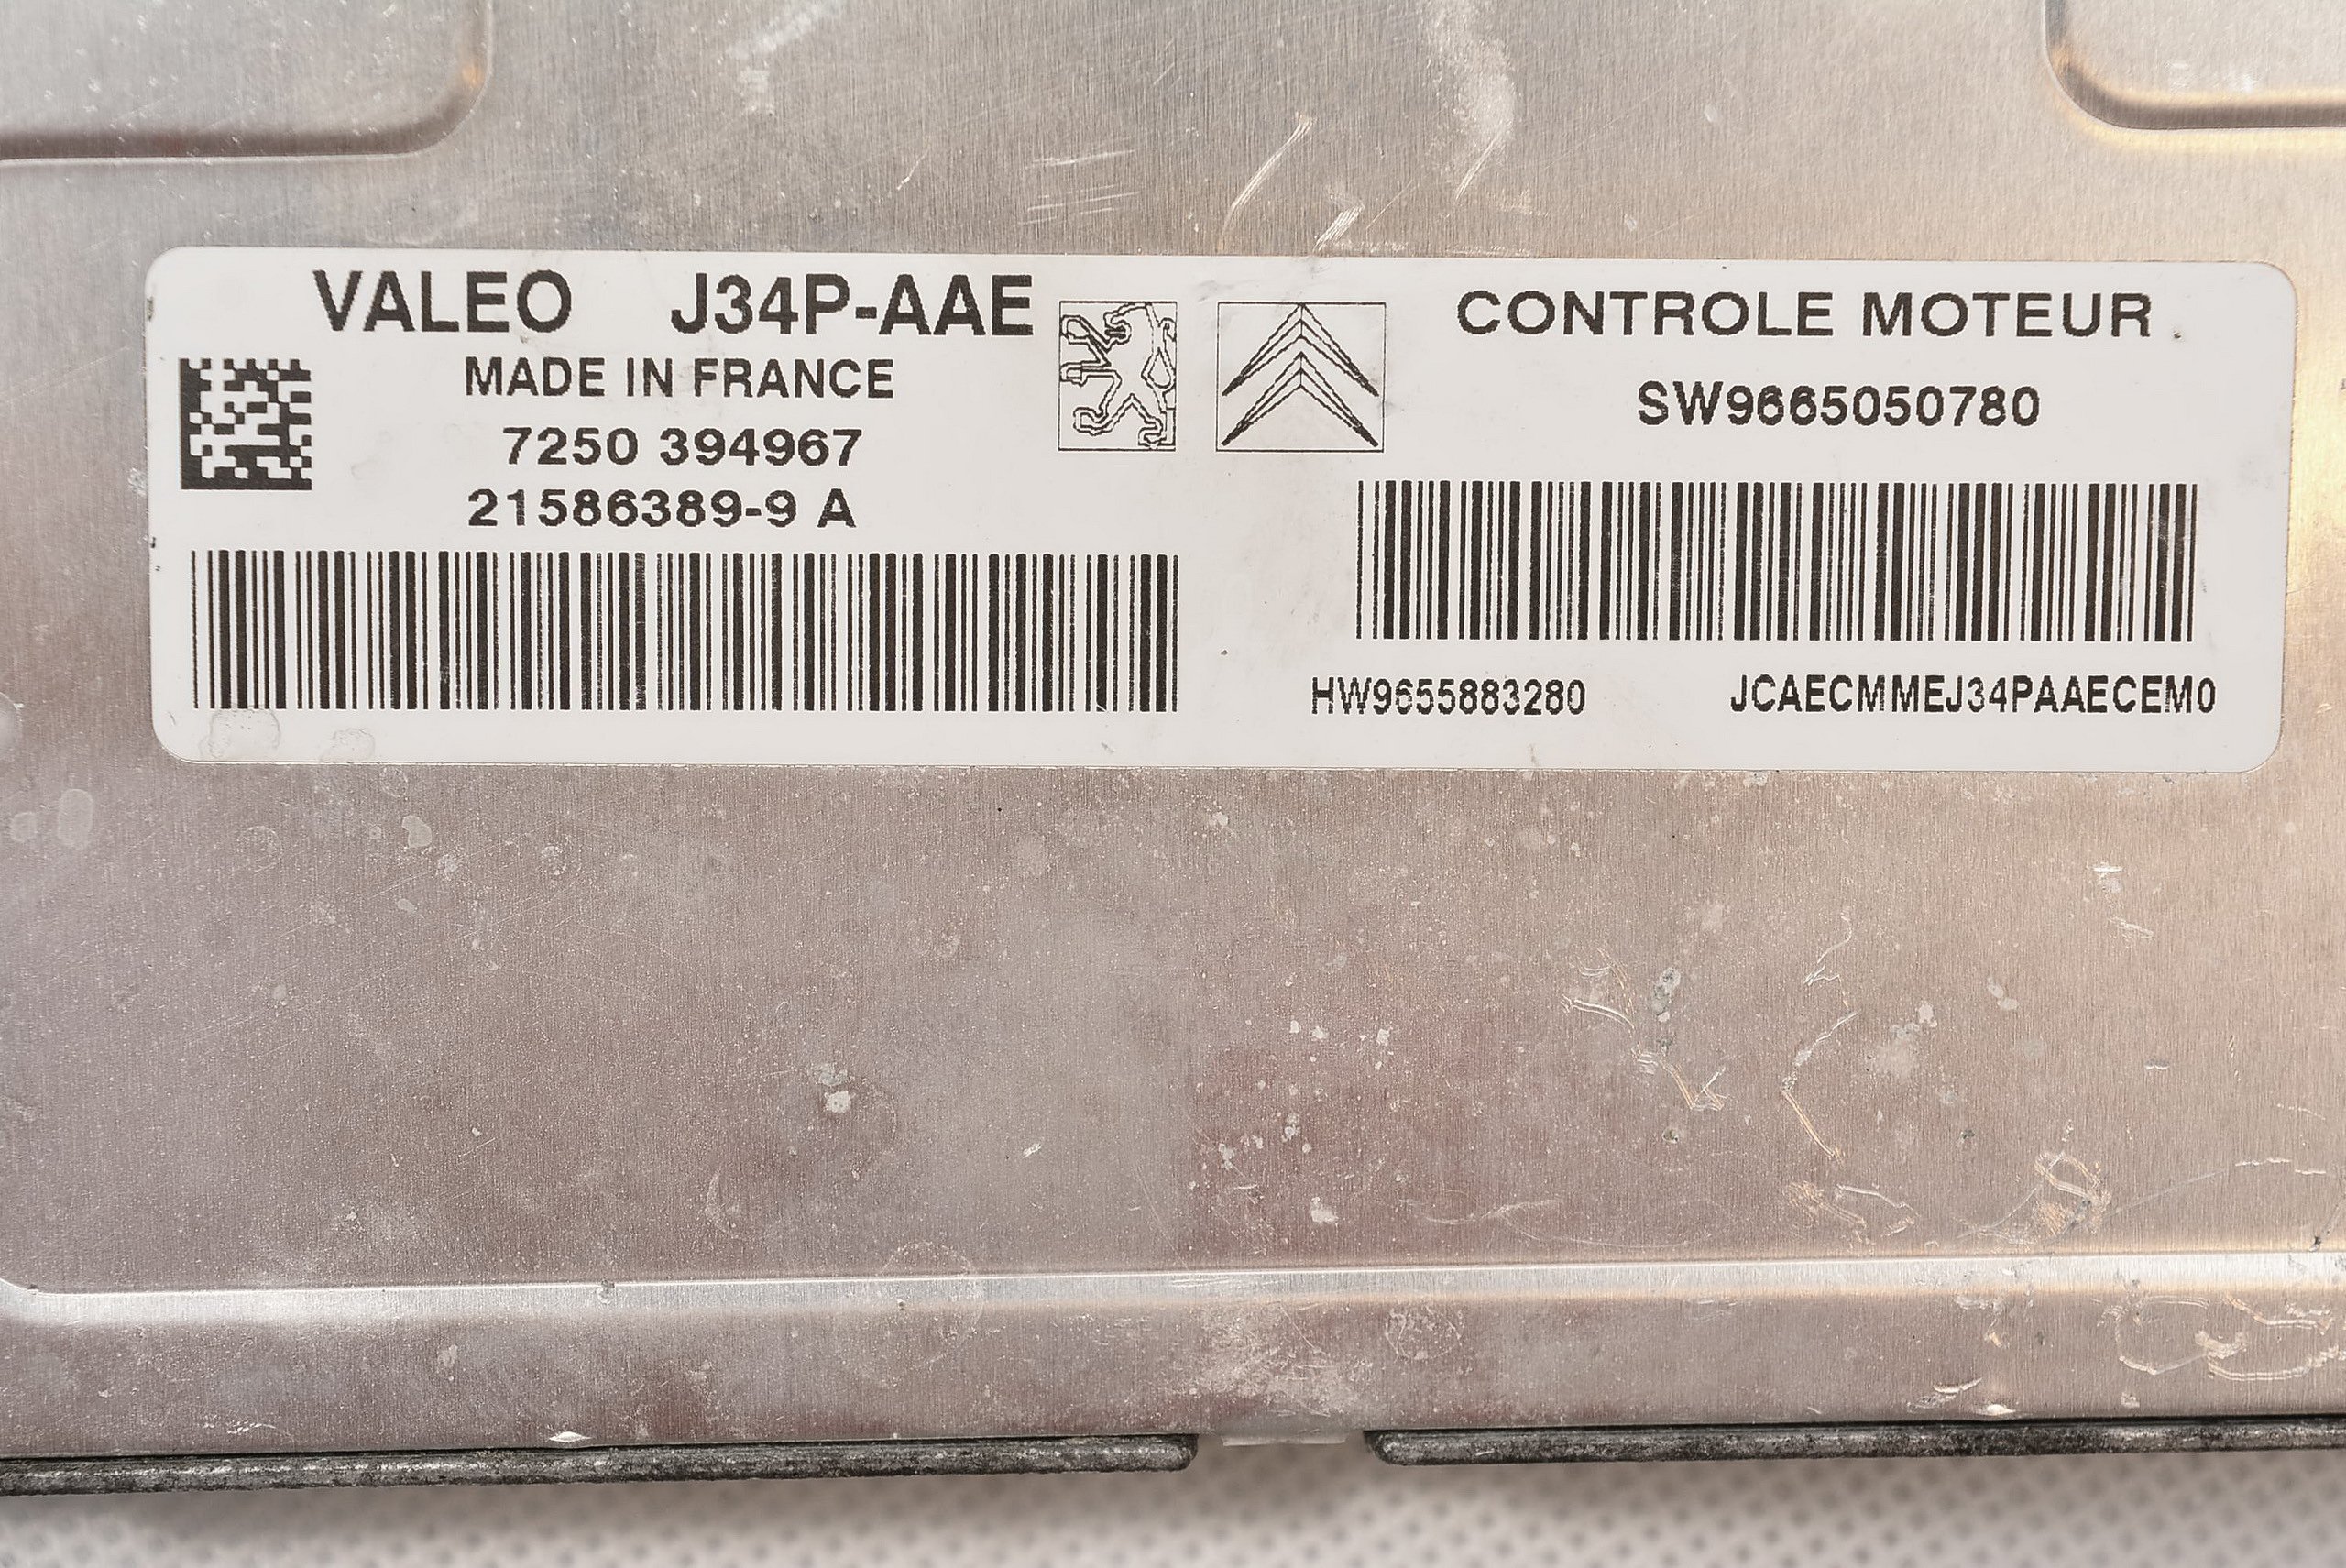 VALEO J34P-AAE
MADE IN FRANCE
7250 394967
21586389-9 A
CONTROLE MOTEUR
SW9665050780
HW9655883280 JCAECMMEJ34PAAECEM0